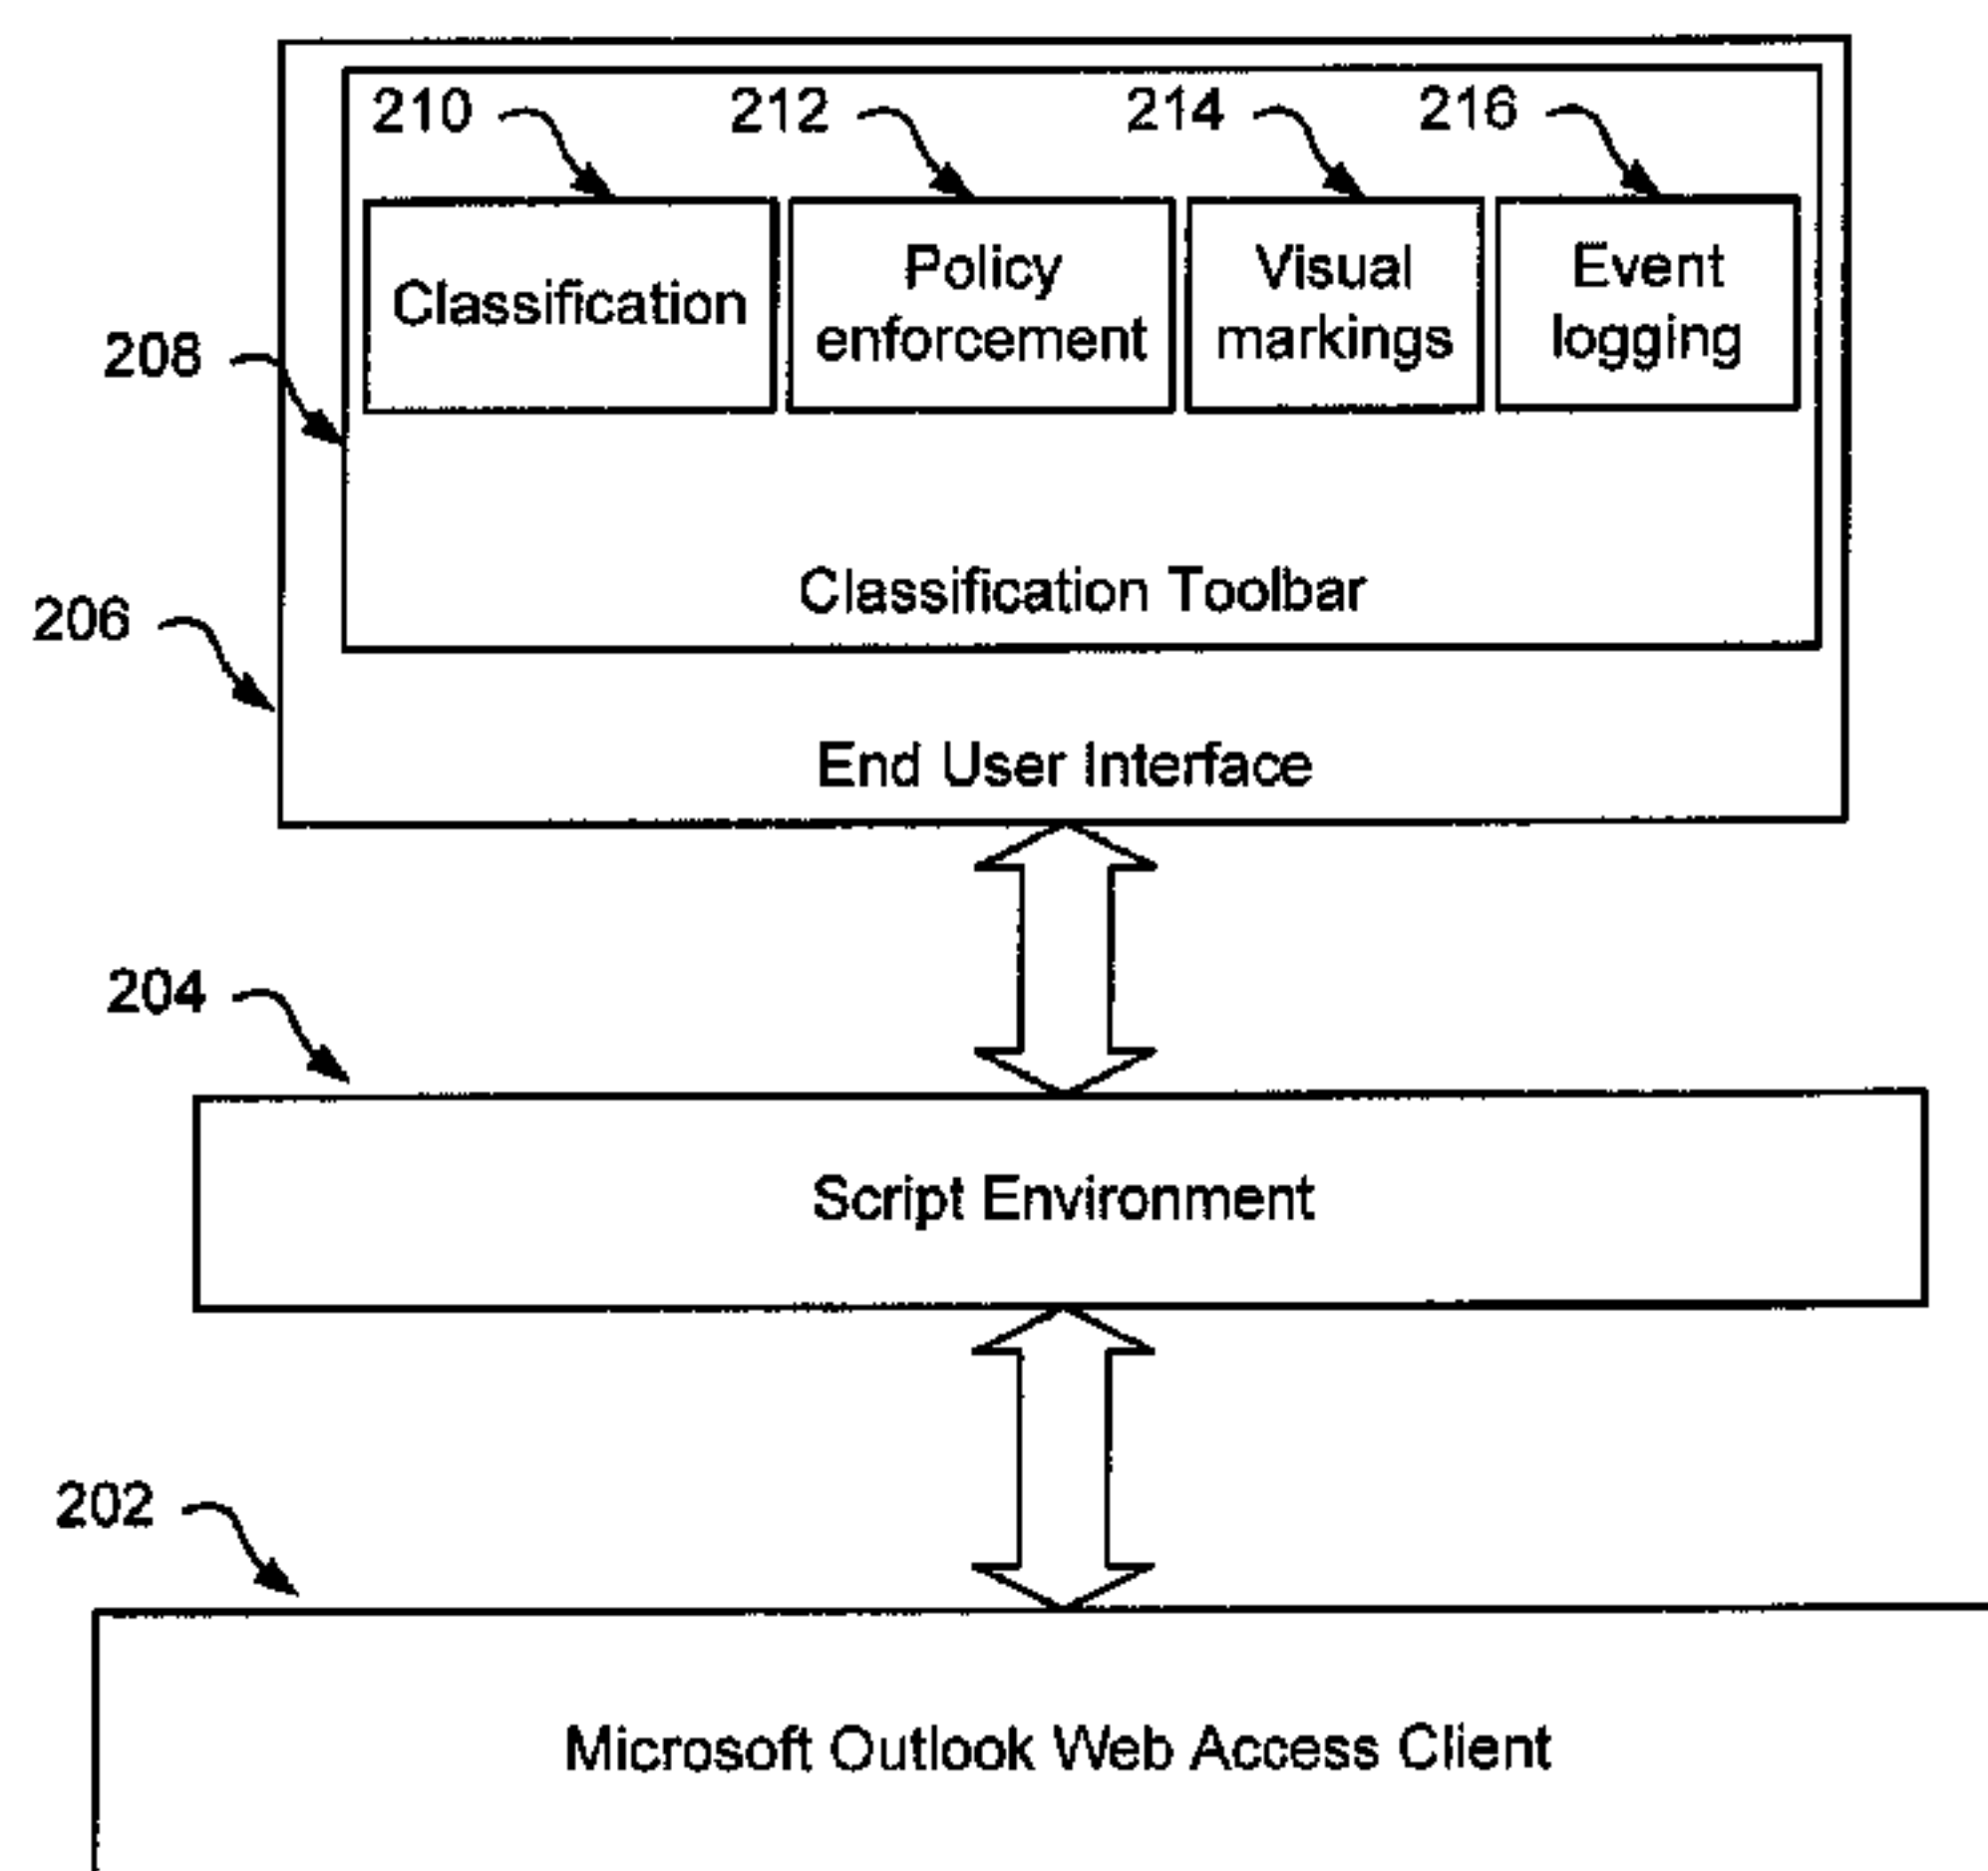 210 212 214 216
Classification
Policy
enforcement
Visual
markings
Event
logging
208
Classification Toolbar
206
End User Interface
204
Script Environment
202
Microsoft Outlook Web Access Client